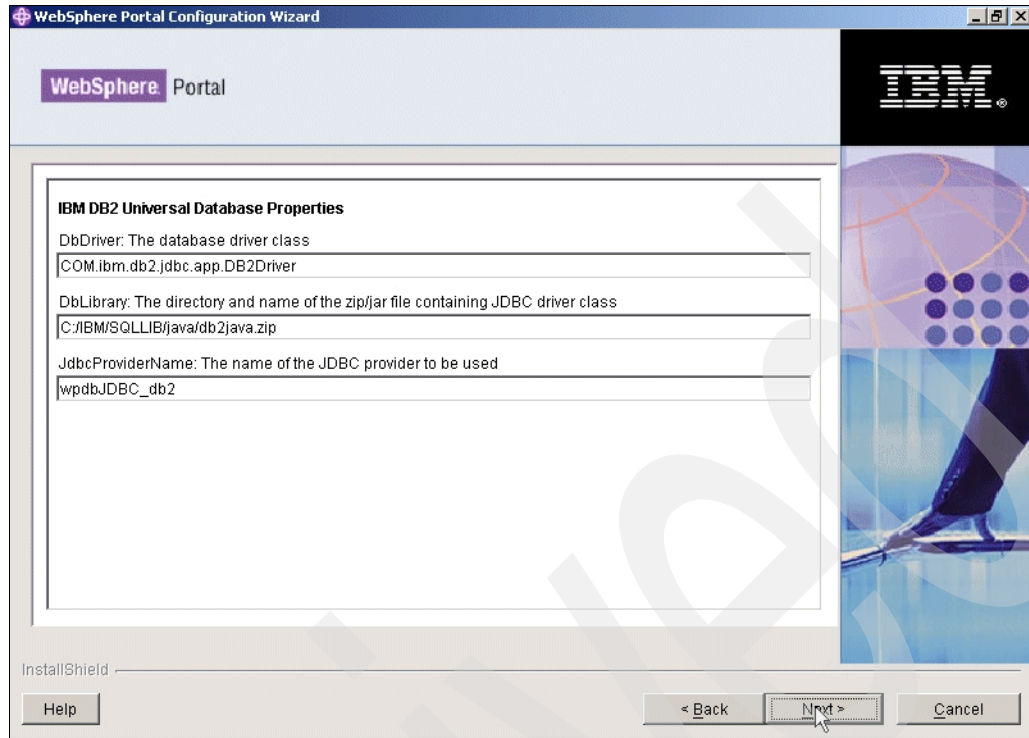 WebSphere Portal Configuration Wizard
WebSphere. Portal
IBM®
IBM DB2 Universal Database Properties
DbDriver: The database driver class
COM.ibm.db2.jdbc.app.DB2Driver
DbLibrary: The directory and name of the zip/jar file containing JDBC driver class
C:/IBM/SQLLIB/java/db2java.zip
JdbcProviderName: The name of the JDBC provider to be used
wpdbJDBC_db2
InstallShield
Help
< Back
Next >
Cancel